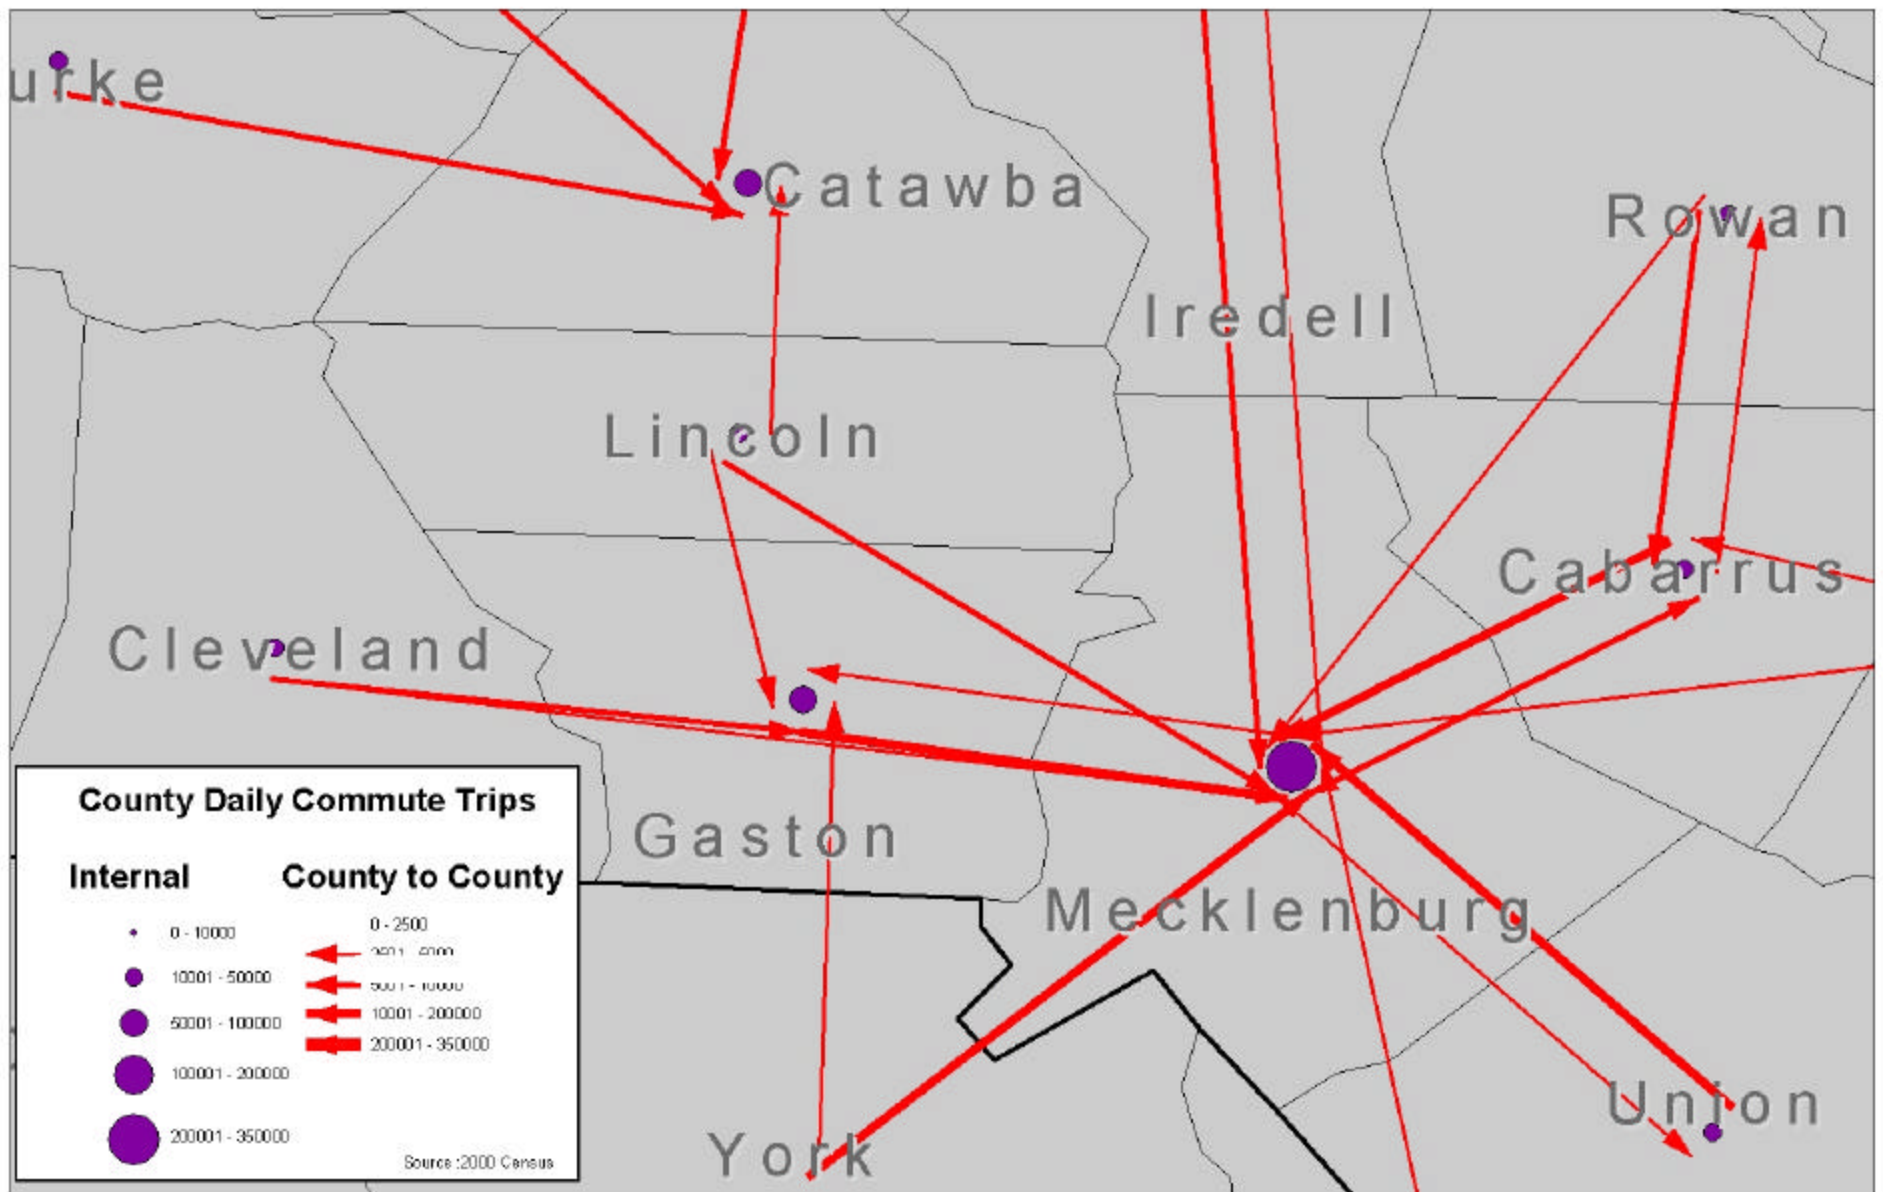 urke
Catawba
Rowan
Iredell
Lincoln
Cabarrus
Cleveland
Gaston
Mecklenburg
Union
York
County Daily Commute Trips
Internal
County to County
0 - 10000
10001 - 50000
50001 - 100000
100001 - 200000
200001 - 350000
0 - 2500
5001 - 10000
10001 - 200000
200001 - 350000
Source :2000 Census